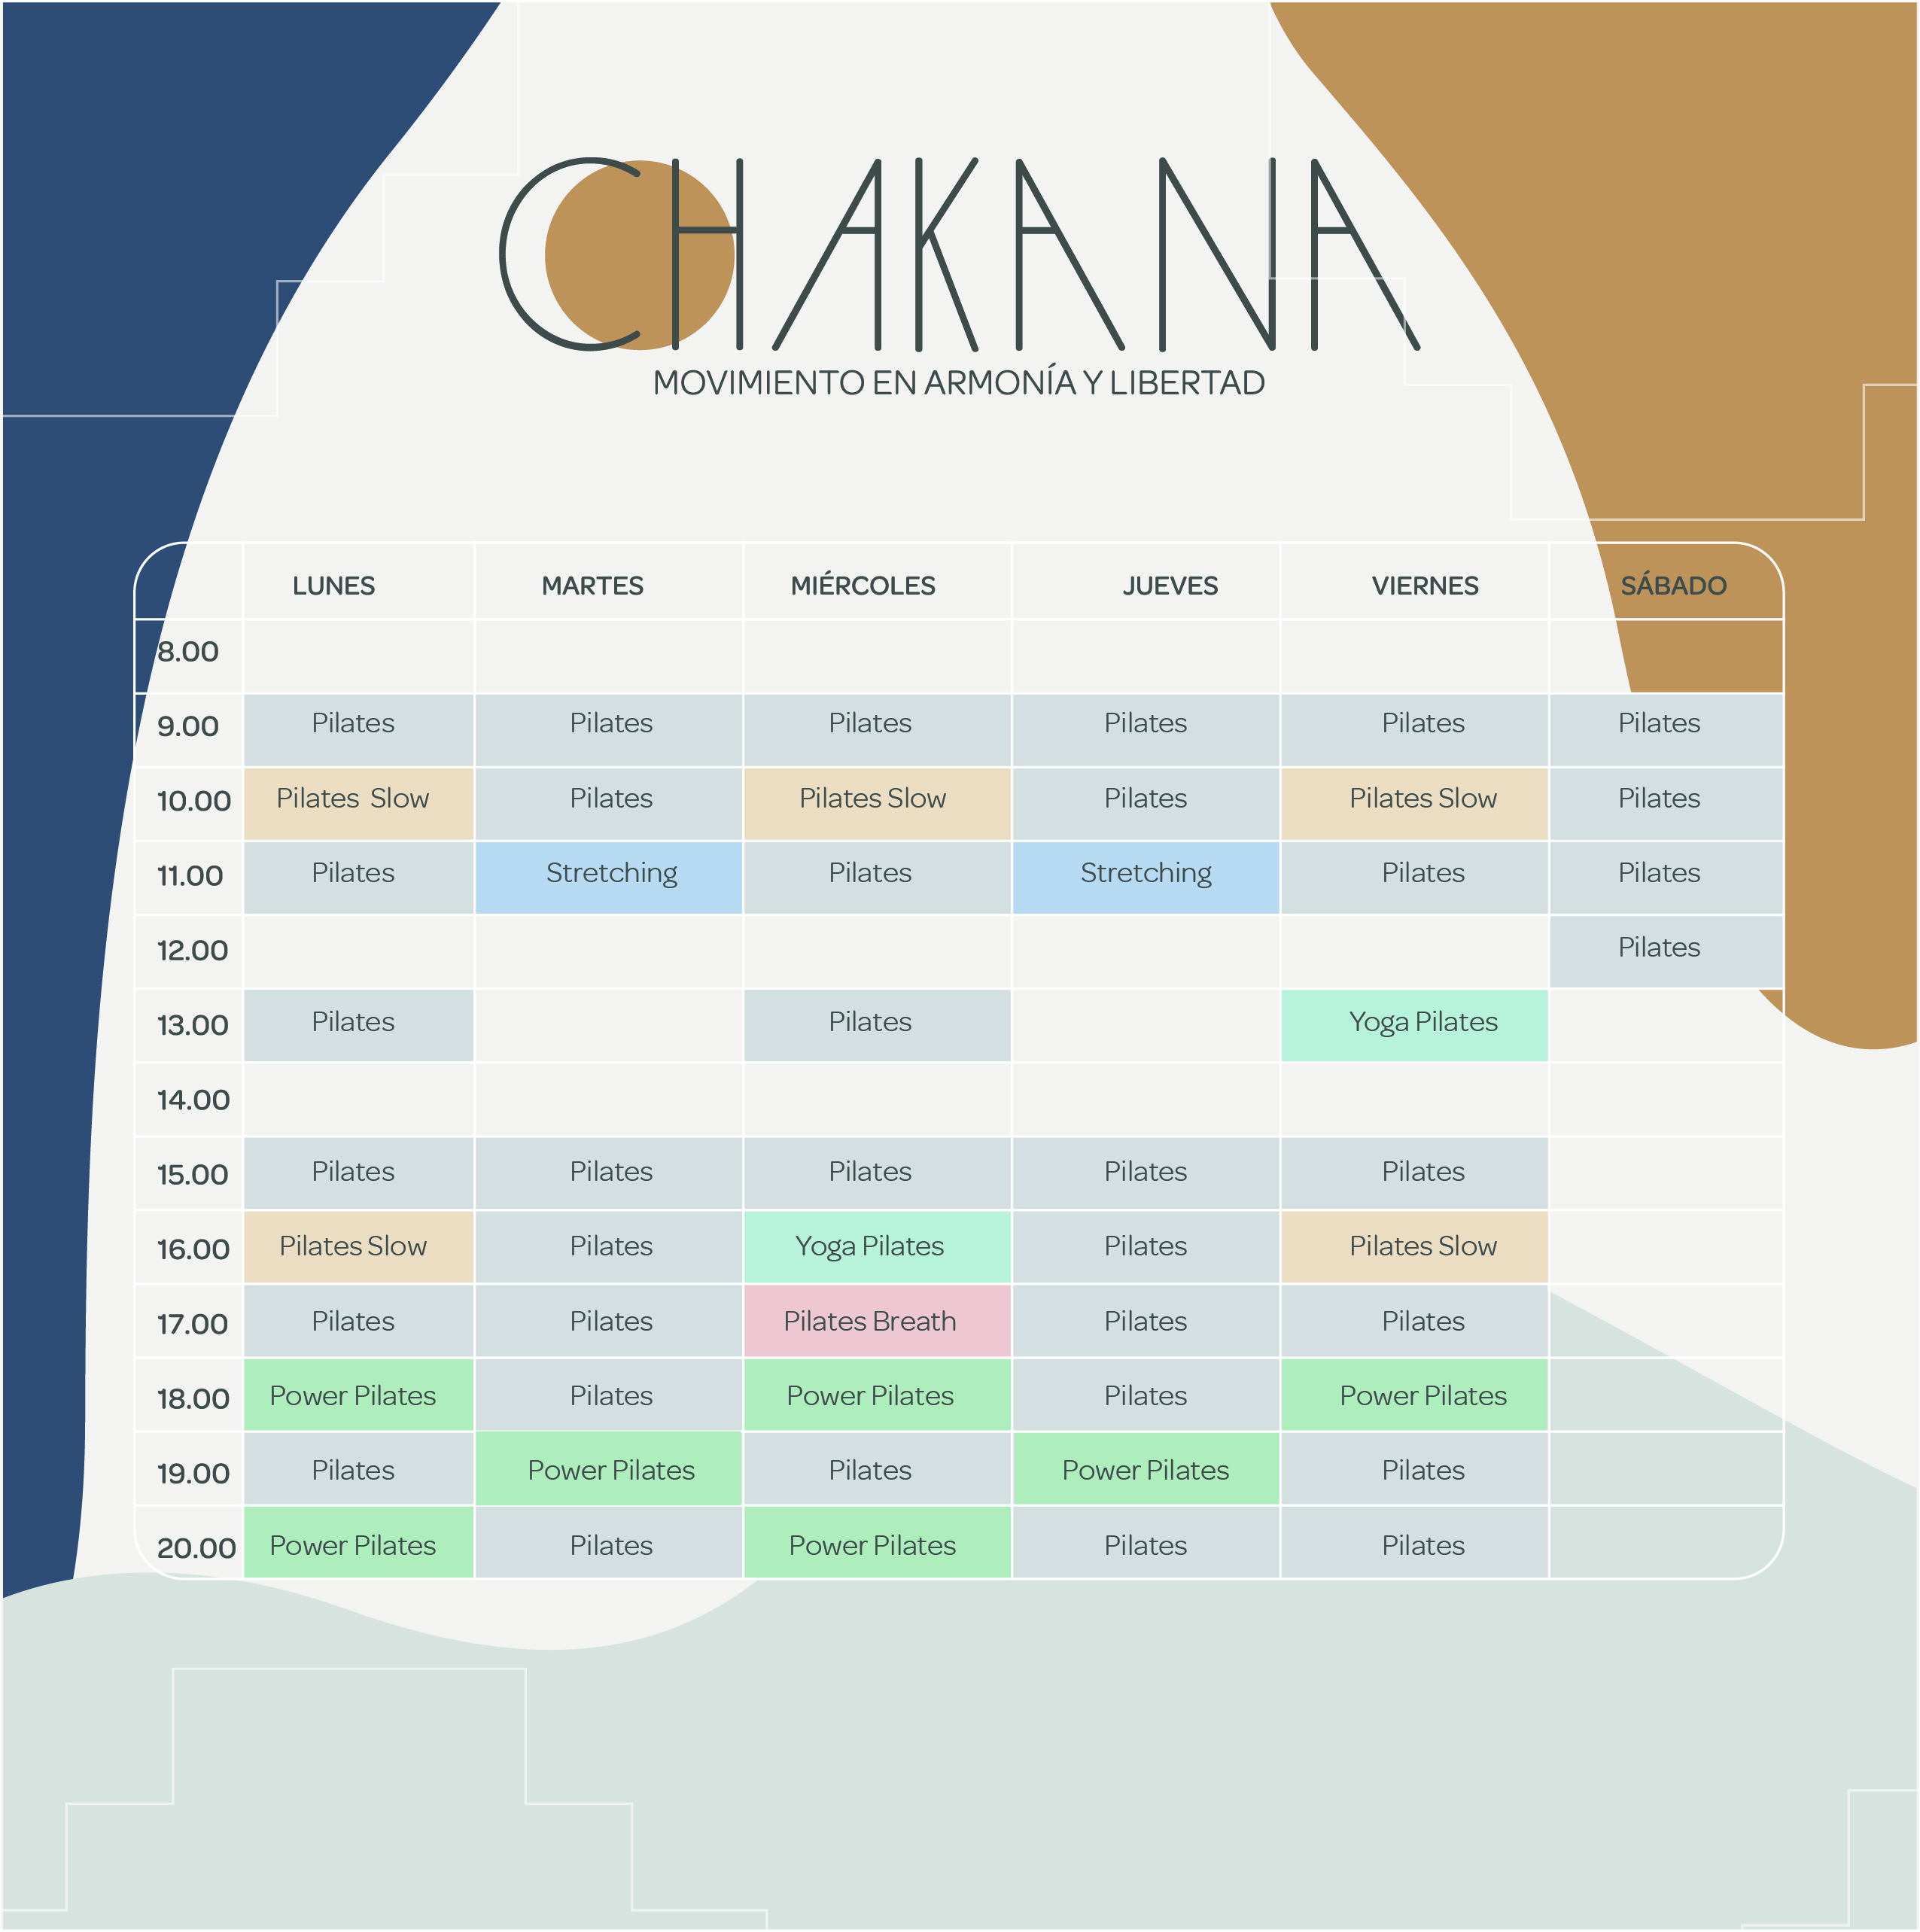 CHAKANA
MOVIMIENTO EN ARMONÍA Y LIBERTAD
LUNES MARTES MIÉRCOLES JUEVES VIERNES SÁBADO
8.00
9.00 Pilates Pilates Pilates Pilates Pilates Pilates
10.00 Pilates Slow Pilates Pilates Slow Pilates Pilates Slow Pilates
11.00 Pilates Stretching Pilates Stretching Pilates Pilates
12.00 Pilates
13.00 Pilates Pilates Yoga Pilates
14.00
15.00 Pilates Pilates Pilates Pilates Pilates
16.00 Pilates Slow Pilates Yoga Pilates Pilates Pilates Slow
17.00 Pilates Pilates Pilates Breath Pilates Pilates
18.00 Power Pilates Pilates Power Pilates Pilates Power Pilates
19.00 Pilates Power Pilates Pilates Power Pilates Pilates
20.00 Power Pilates Pilates Power Pilates Pilates Pilates